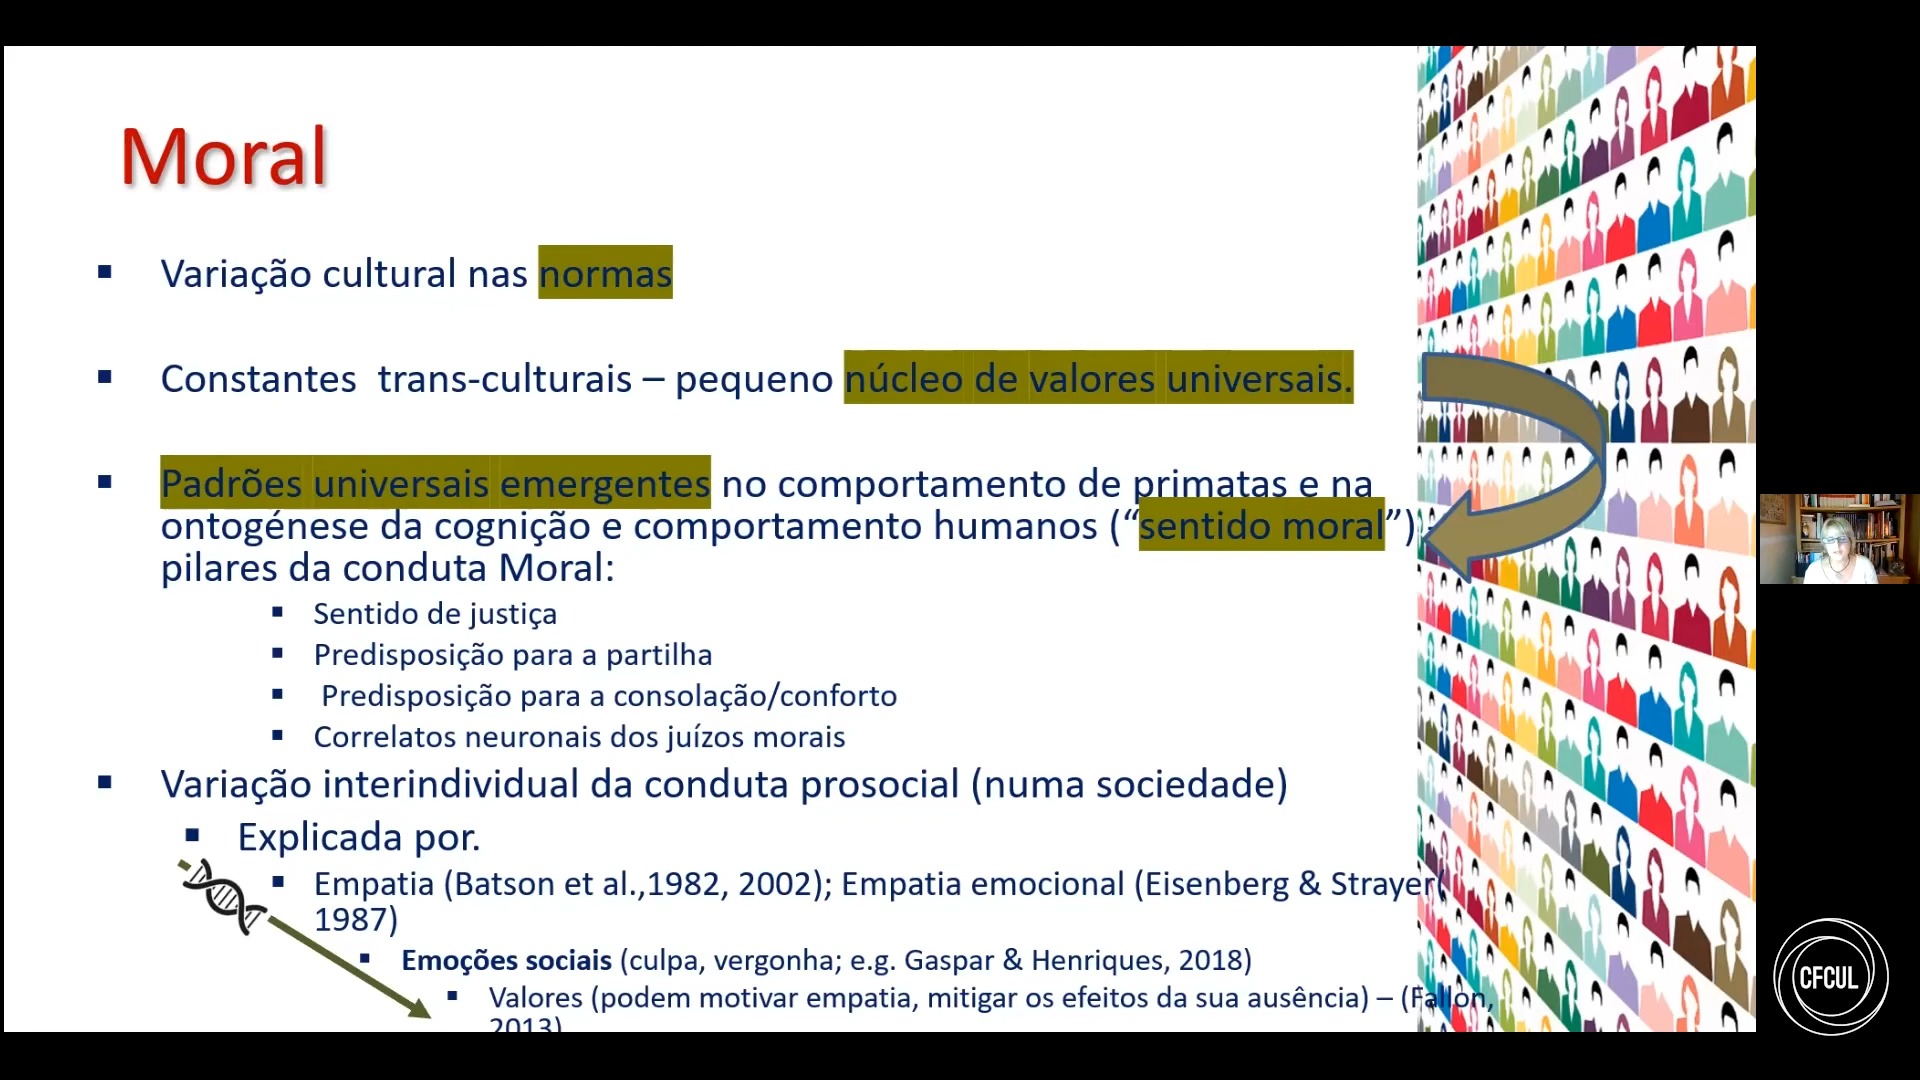 Moral
Variação cultural nas normas
Constantes trans-culturais – pequeno núcleo de valores universais.
Padrões universais emergentes no comportamento de primatas e na
ontogénese da cognição e comportamento humanos (“sentido moral”) -
pilares da conduta Moral:
Sentido de justiça
Predisposição para a partilha
Predisposição para a consolação/conforto
Correlatos neuronais dos juízos morais
Variação interindividual da conduta prosocial (numa sociedade)
Explicada por.
Empatia (Batson et al.,1982, 2002); Empatia emocional (Eisenberg & Strayer(
1987)
Emoções sociais (culpa, vergonha; e.g. Gaspar & Henriques, 2018)
Valores (podem motivar empatia, mitigar os efeitos da sua ausência) – (Fallon,
2013)
CFCUL